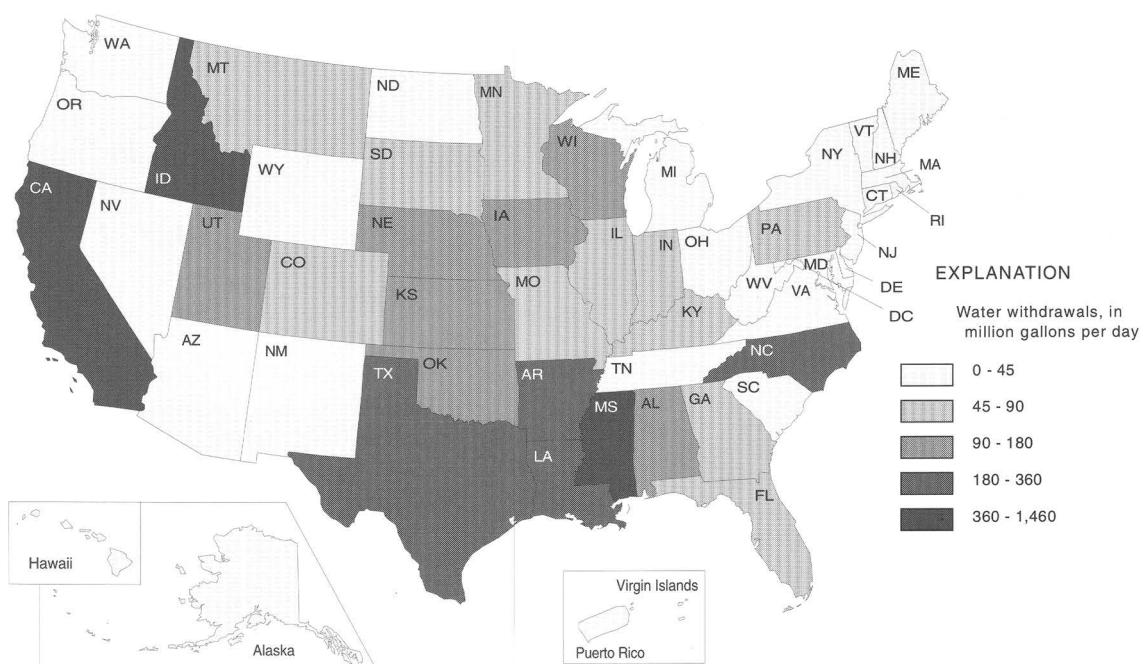 WA
MT
ND
MN
ME
OR
ID
SD
WI
VT
NH
NY
MA
WY
MI
CT
RI
CA
NV
UT
NE
IA
PA
NJ
CO
IL
IN
OH
MD
DE
WV
VA
DC
KS
MO
KY
AZ
NM
OK
TX
AR
TN
NC
SC
MS
AL
GA
LA
FL
EXPLANATION
Water withdrawals, in
million gallons per day
0 - 45
45 - 90
90 - 180
180 - 360
360 - 1,460
Hawaii
Alaska
Virgin Islands
Puerto Rico